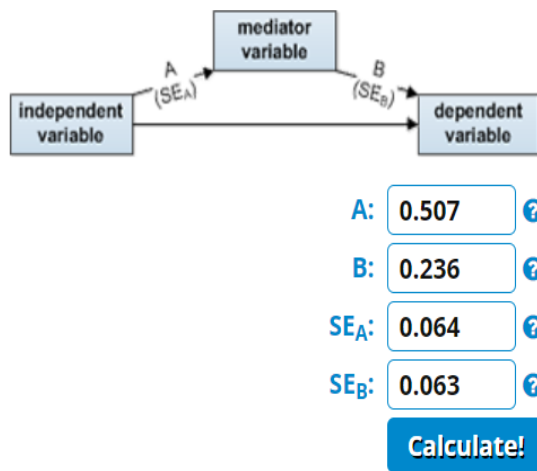 mediator
variable
A
(SEA)
B
(SEB)
independent
variable
dependent
variable
A: 0.507 ?
B: 0.236 ?
SEA: 0.064 ?
SEB: 0.063 ?
Calculate!